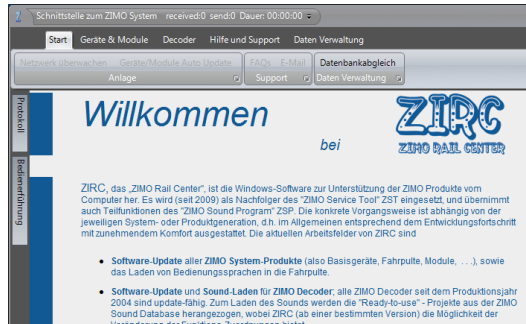 Schnittstelle zum ZIMO System received:0 send:0 Dauer: 00:00:00
Start Geräte & Module Decoder Hilfe und Support Daten Verwaltung
Netzwerk überwachen Geräte/Module Auto Update FAQs E-Mail Datenbankabgleich
Anlage Support Daten Verwaltung
Protokoll
Bedienerführung
Willkommen
bei
ZIRC
ZIMO RAIL CENTER
ZIRC, das „ZIMO Rail Center", ist die Windows-Software zur Unterstützung der ZIMO Produkte vom
Computer her. Es wird (seit 2009) als Nachfolger des "ZIMO Service Tool" ZST eingesetzt, und übernimmt
auch Teilfunktionen des "ZIMO Sound Program" ZSP. Die konkrete Vorgangsweise ist abhängig von der
jeweiligen System- oder Produktgeneration, d.h. im Allgemeinen entsprechend dem Entwicklungsfortschritt
mit zunehmendem Komfort ausgestattet. Die aktuellen Arbeitsfelder von ZIRC sind
• Software-Update aller ZIMO System-Produkte (also Basisgeräte, Fahrpulte, Module, . . .), sowie
das Laden von Bedienungssprachen in die Fahrpulte.
• Software-Update und Sound-Laden für ZIMO Decoder; alle ZIMO Decoder seit dem Produktionsjahr
2004 sind update-fähig. Zum Laden des Sounds werden die "Ready-to-use" - Projekte aus der ZIMO
Sound Database herangezogen, wobei ZIRC (ab einer bestimmten Version) die Möglichkeit der